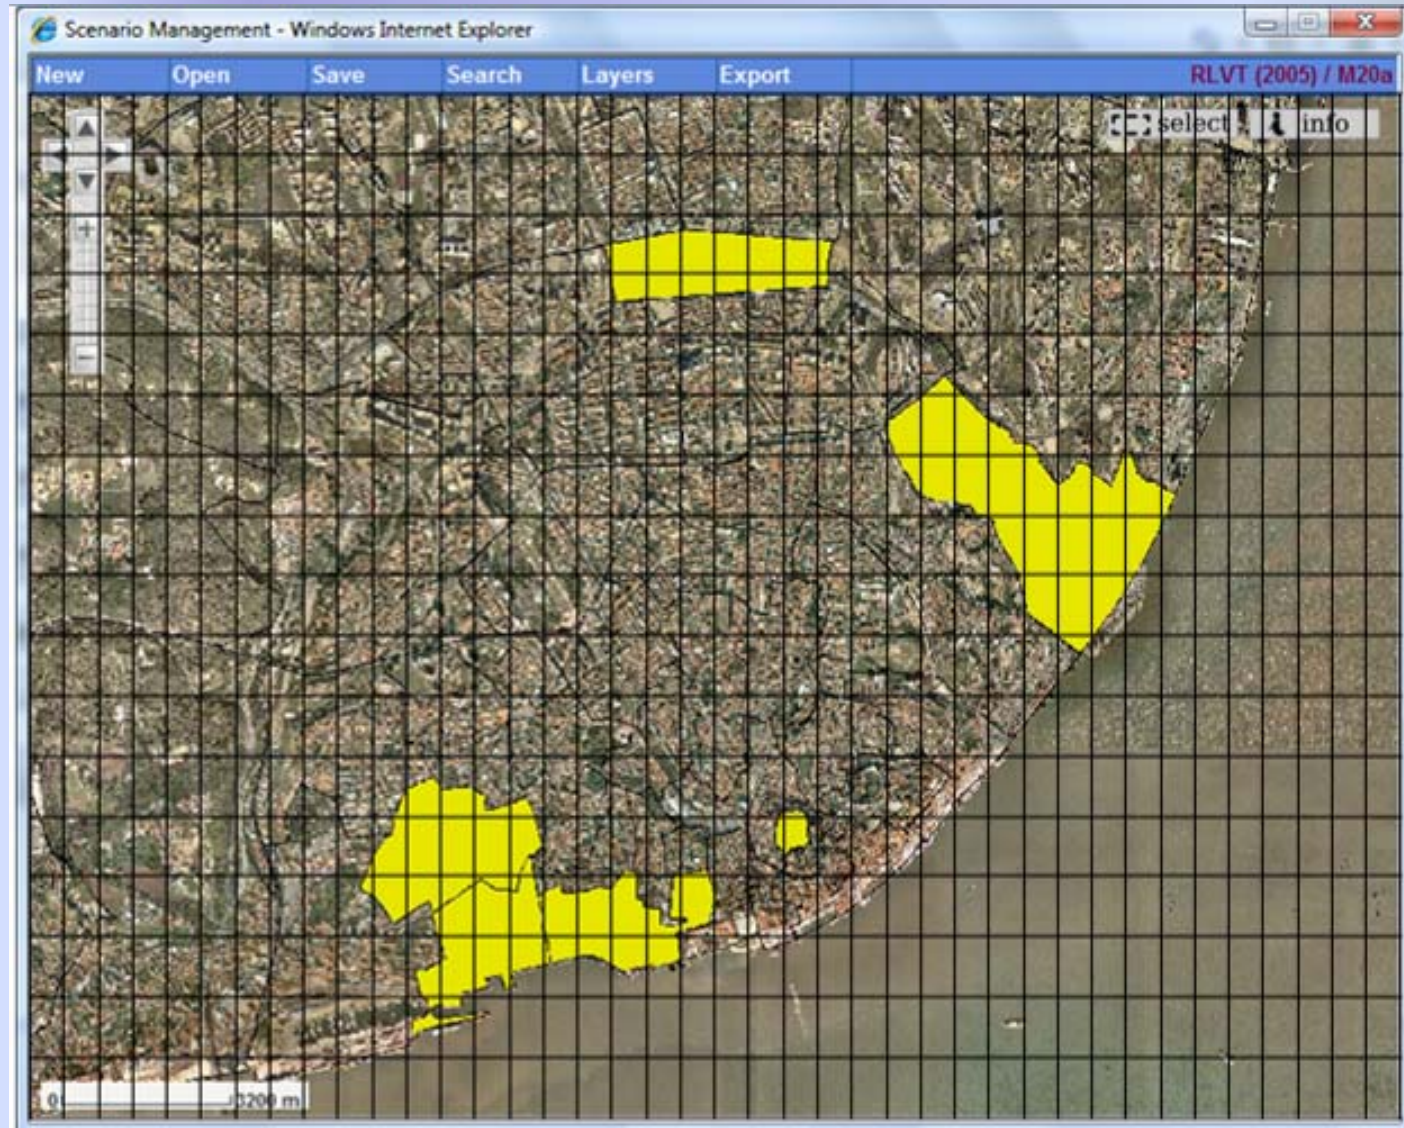 Scenario Management - Windows Internet Explorer
New Open Save Search Layers Export RLVT (2005) / M20a
select i info
0 3200 m